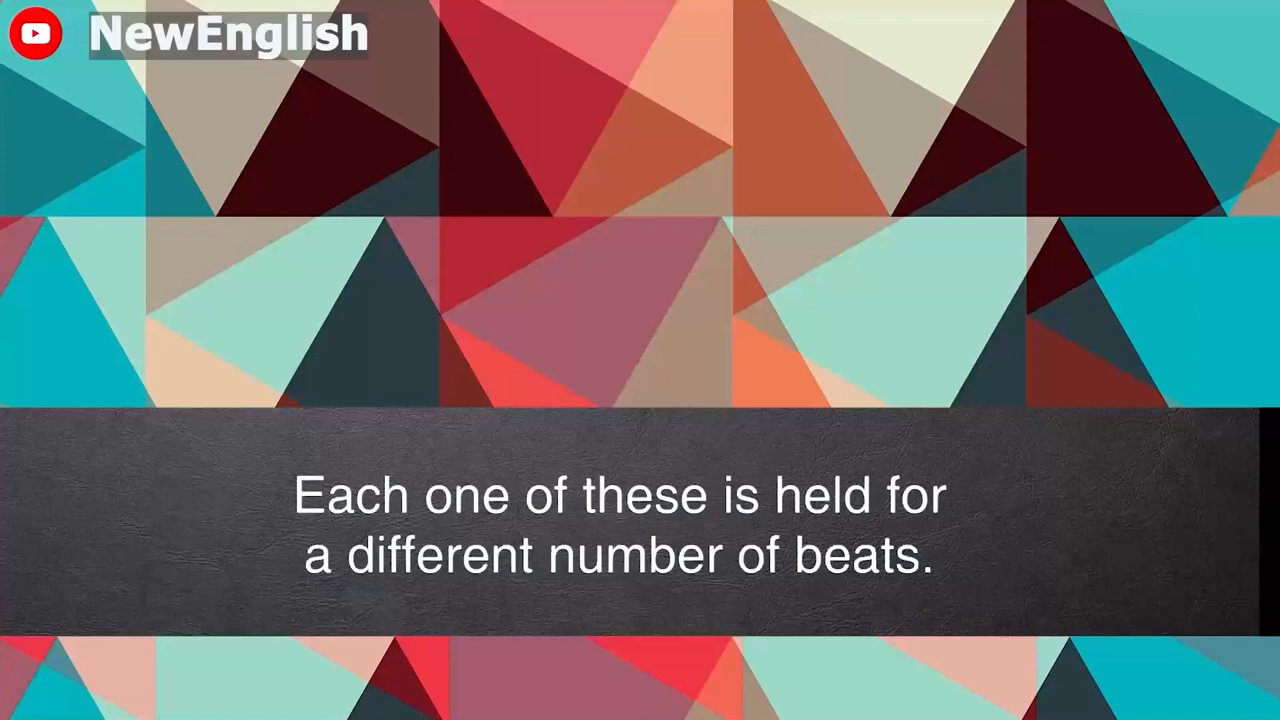 NewEnglish
Each one of these is held for
a different number of beats.